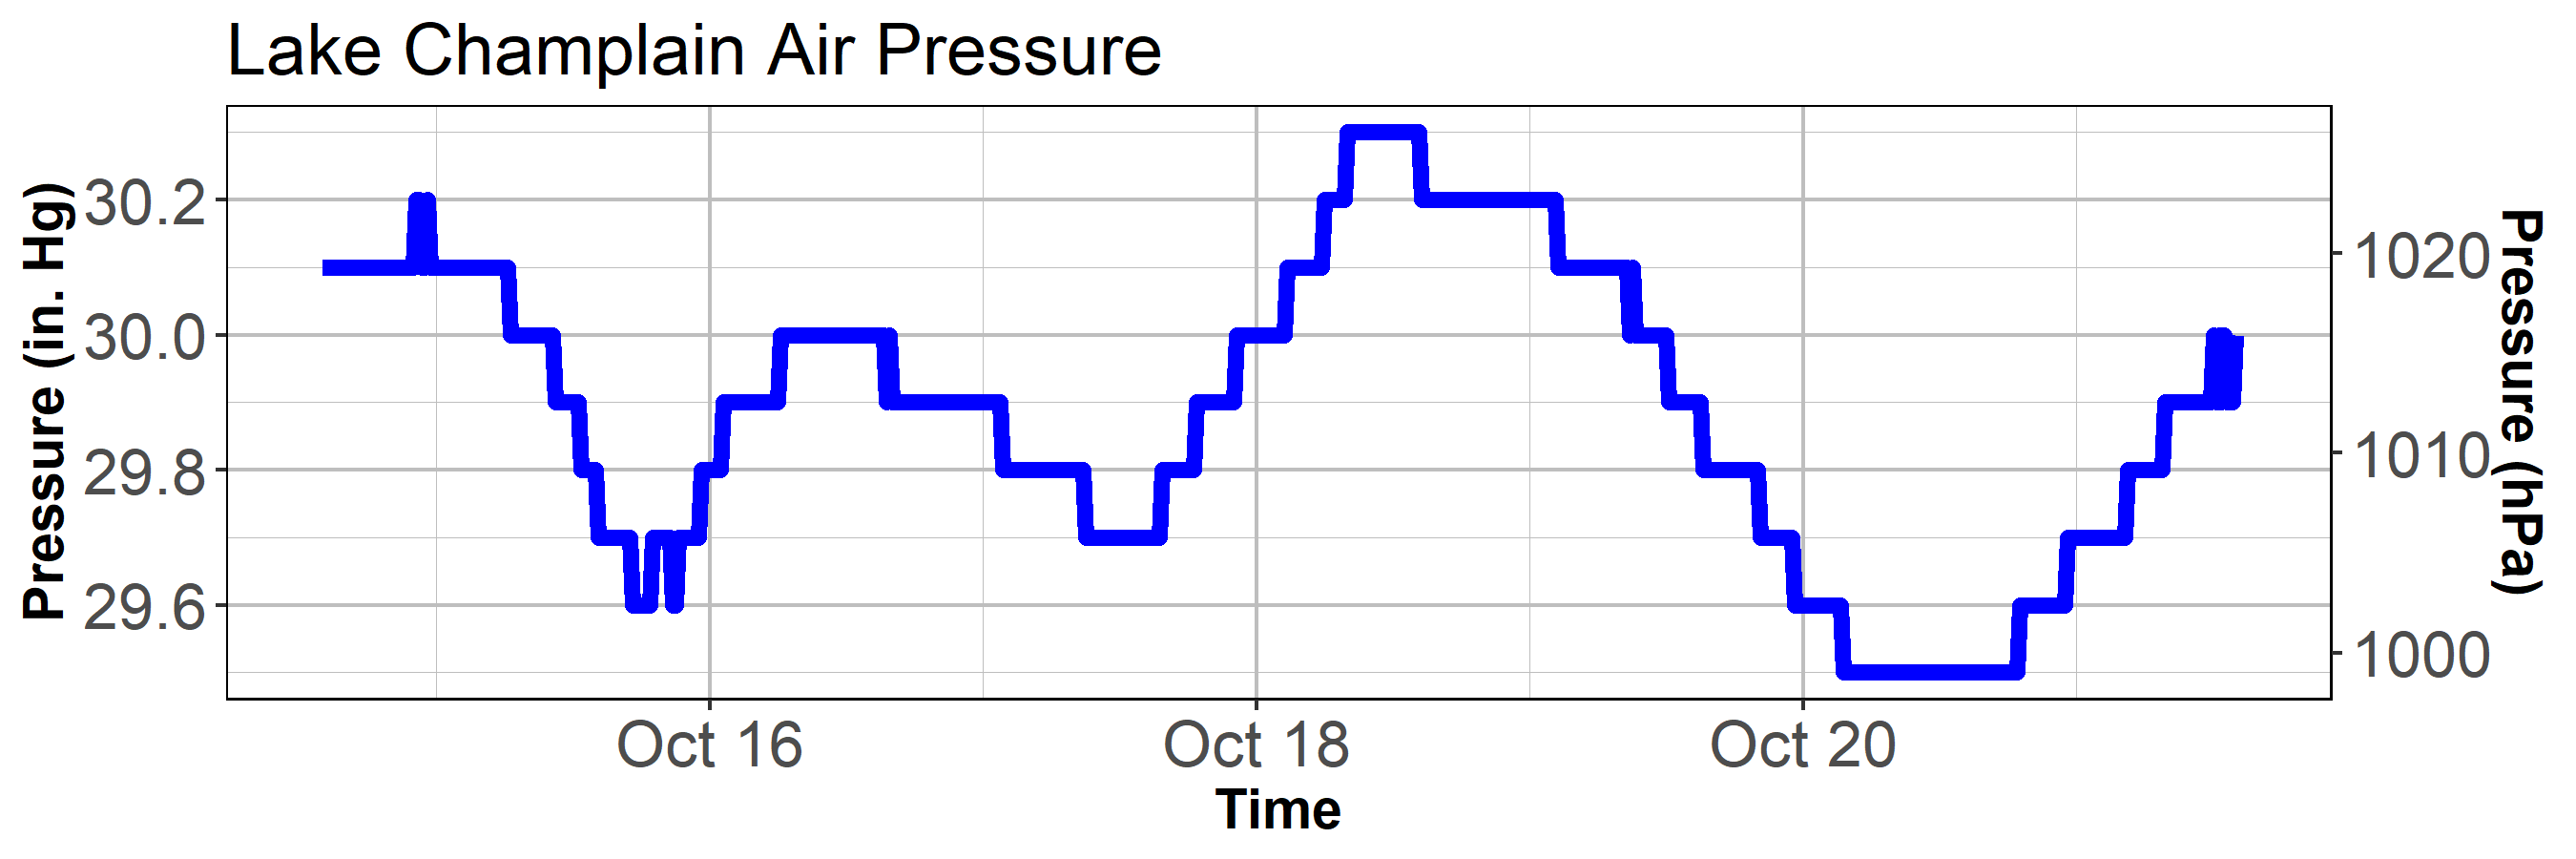 Lake Champlain Air Pressure
Pressure (in. Hg)
30.2
30.0
29.8
29.6
1020
1010
1000
Pressure (hPa)
Oct 16 Oct 18 Oct 20
Time